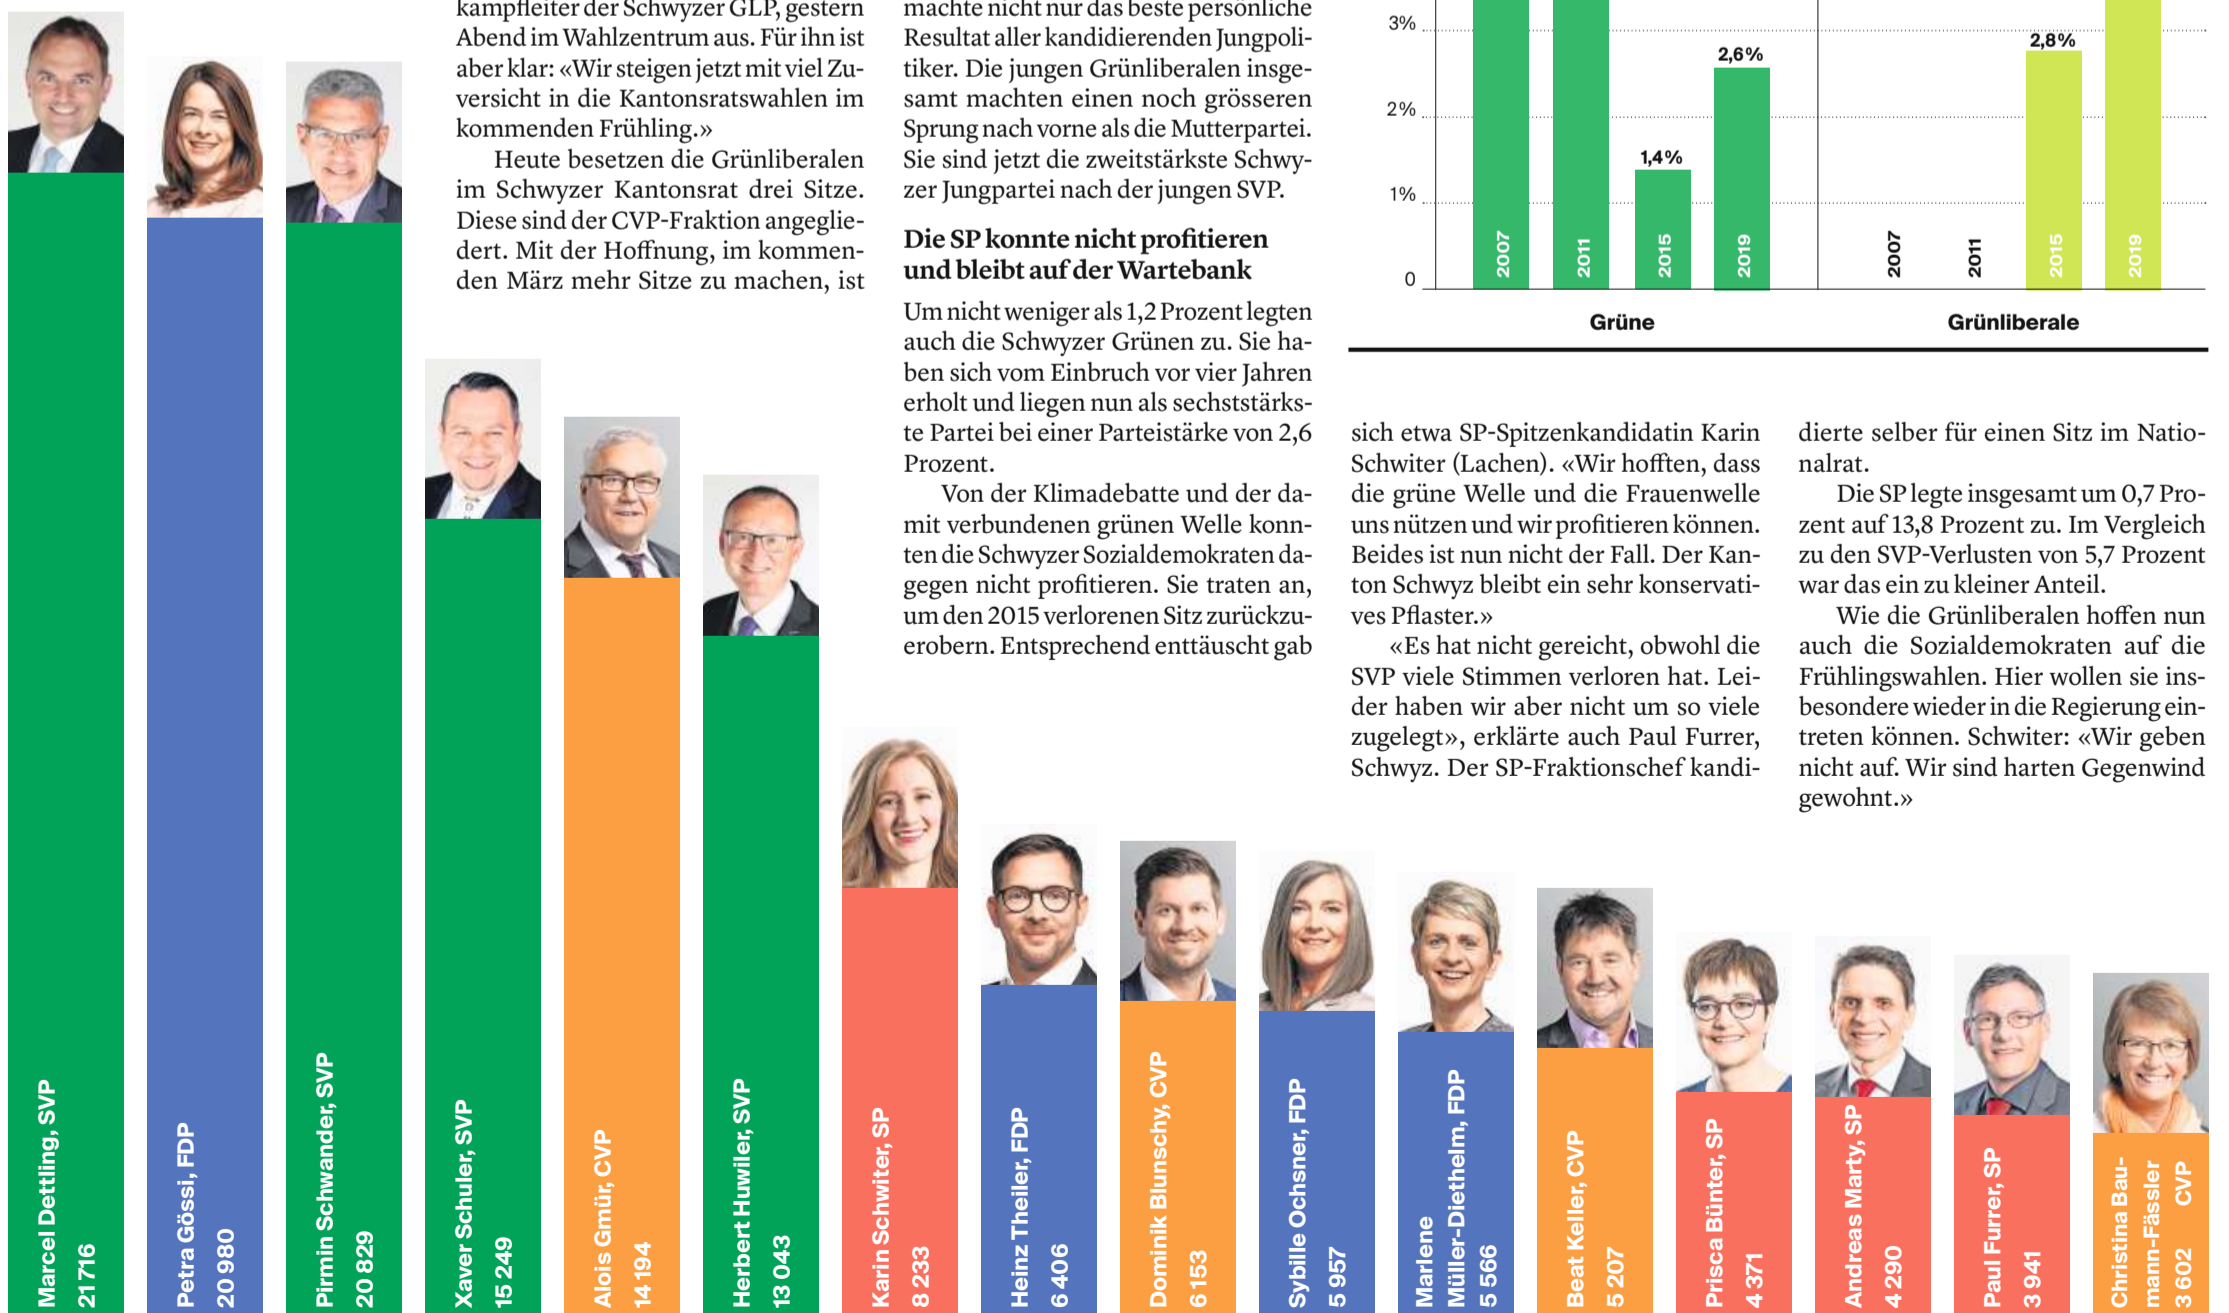 kampfleiter der Schwyzer GLP, gestern
Abend im Wahlzentrum aus. Für ihn ist
aber klar: «Wir steigen jetzt mit viel Zu-
versicht in die Kantonsratswahlen im
kommenden Frühling.»
Heute besetzen die Grünliberalen
im Schwyzer Kantonsrat drei Sitze.
Diese sind der CVP-Fraktion angeglie-
dert. Mit der Hoffnung, im kommen-
den März mehr Sitze zu machen, ist
machte nicht nur das beste persönliche
Resultat aller kandidierenden Jungpoli-
tiker. Die jungen Grünliberalen insge-
samt machten einen noch grösseren
Sprung nach vorne als die Mutterpartei.
Sie sind jetzt die zweitstärkste Schwy-
zer Jungpartei nach der jungen SVP.
Die SP konnte nicht profitieren
und bleibt auf der Wartebank
Um nicht weniger als 1,2 Prozent legten
auch die Schwyzer Grünen zu. Sie ha-
ben sich vom Einbruch vor vier Jahren
erholt und liegen nun als sechststärks-
te Partei bei einer Parteistärke von 2,6
Prozent.
Von der Klimadebatte und der da-
mit verbundenen grünen Welle konn-
ten die Schwyzer Sozialdemokraten da-
gegen nicht profitieren. Sie traten an,
um den 2015 verlorenen Sitz zurückzu-
erobern. Entsprechend enttäuscht gab
3%
2%
1%
0
1,4%
2,6%
2,8%
2007
2011
2015
2019
2007
2011
2015
2019
Grüne
Grünliberale
sich etwa SP-Spitzenkandidatin Karin
Schwiter (Lachen). «Wir hofften, dass
die grüne Welle und die Frauenwelle
uns nützen und wir profitieren können.
Beides ist nun nicht der Fall. Der Kan-
ton Schwyz bleibt ein sehr konservati-
ves Pflaster.»
«Es hat nicht gereicht, obwohl die
SVP viele Stimmen verloren hat. Lei-
der haben wir aber nicht um so viele
zugelegt», erklärte auch Paul Furrer,
Schwyz. Der SP-Fraktionschef kandi-
dierte selber für einen Sitz im Natio-
nalrat.
Die SP legte insgesamt um 0,7 Pro-
zent auf 13,8 Prozent zu. Im Vergleich
zu den SVP-Verlusten von 5,7 Prozent
war das ein zu kleiner Anteil.
Wie die Grünliberalen hoffen nun
auch die Sozialdemokraten auf die
Frühlingswahlen. Hier wollen sie ins-
besondere wieder in die Regierung ein-
treten können. Schwiter: «Wir geben
nicht auf. Wir sind harten Gegenwind
gewohnt.»
Marcel Dettling, SVP
21 716
Petra Gössi, FDP
20 980
Pirmin Schwander, SVP
20 829
Xaver Schuler, SVP
15 249
Alois Gmür, CVP
14 194
Herbert Huwiler, SVP
13 043
Karin Schwiter, SP
8 233
Heinz Theiler, FDP
6 406
Dominik Blunschy, CVP
6 153
Sybille Ochsner, FDP
5 957
Marlene
Müller-Diethelm, FDP
5 566
Beat Keller, CVP
5 207
Prisca Bünter, SP
4 371
Andreas Marty, SP
4 290
Paul Furrer, SP
3 941
Christina Bau-
mann-Fässler
3 602 CVP